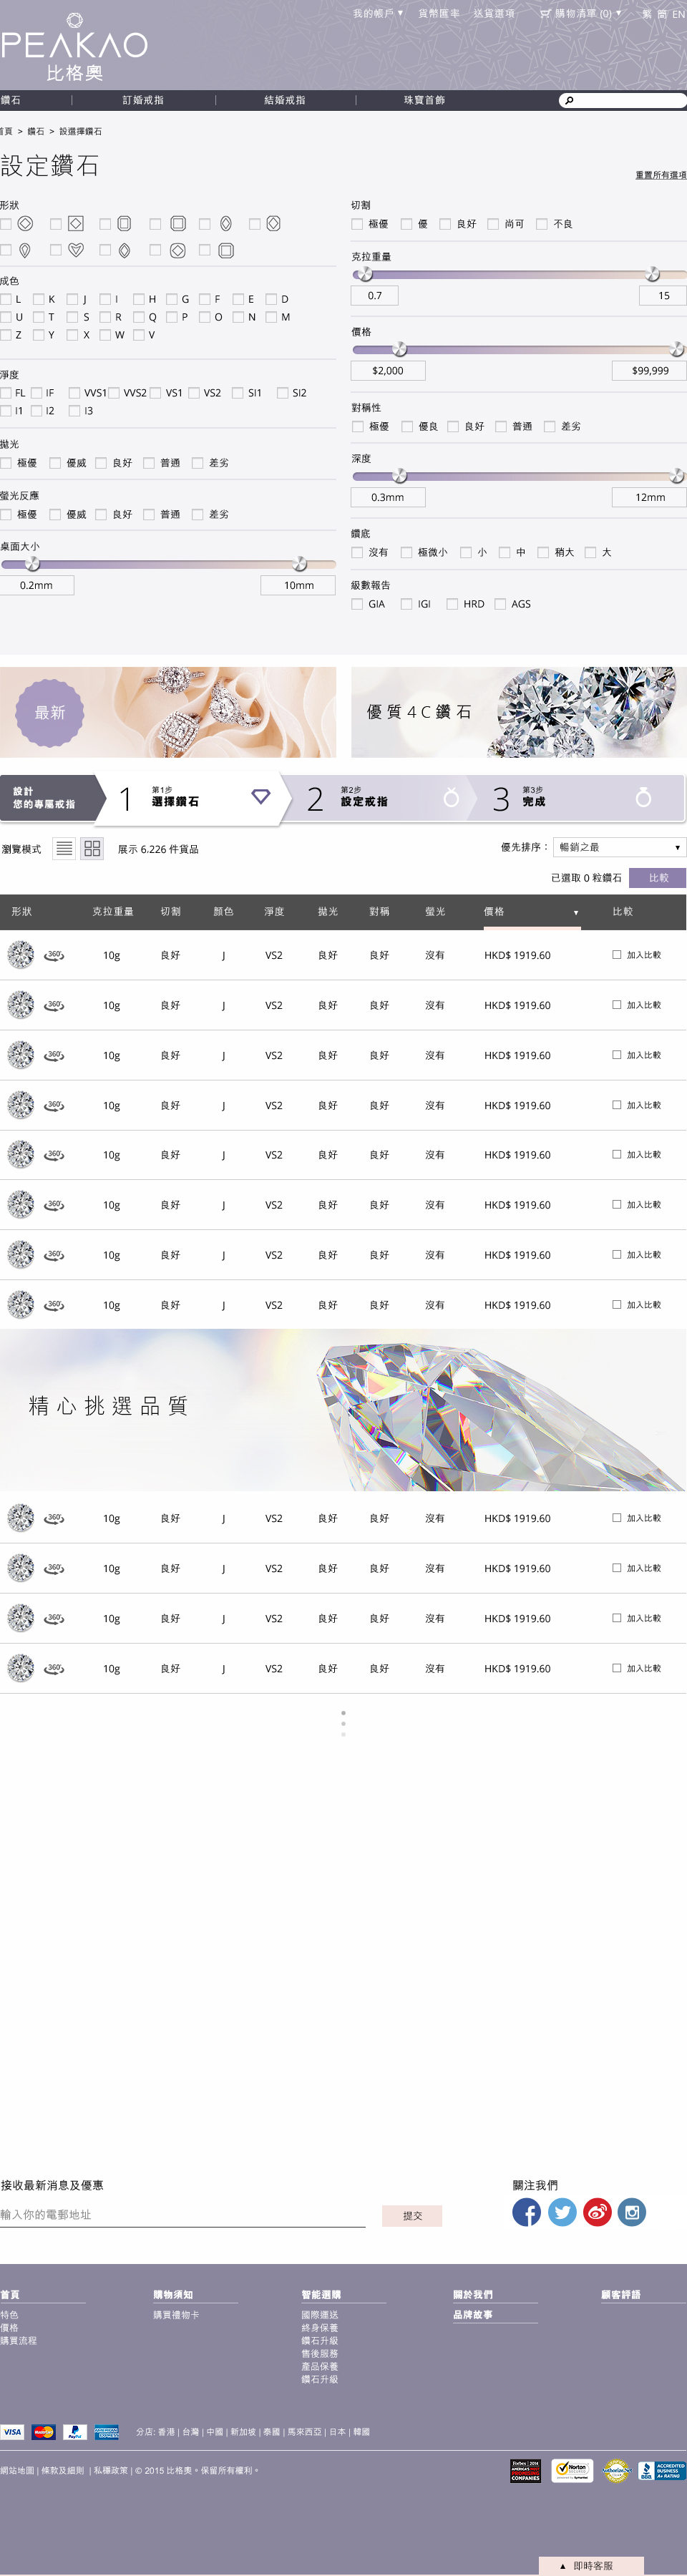 我的帳戶 ▼ 貨幣匯率 送貨選項 購物清單 (0) ▼ 繁 簡 EN
PEAKAO
比格奧
鑽石 | 訂婚戒指 | 結婚戒指 | 珠寶首飾
首頁 > 鑽石 > 設選擇鑽石
設定鑽石
重置所有選項
形狀
成色
L K J I H G F E D
U T S R Q P O N M
Z Y X W V
淨度
FL IF VVS1 VVS2 VS1 VS2 SI1 SI2
I1 I2 I3
拋光
極優 優威 良好 普通 差劣
螢光反應
極優 優威 良好 普通 差劣
桌面大小
0.2mm 10mm
切割
極優 優 良好 尚可 不良
克拉重量
0.7 15
價格
$2,000 $99,999
對稱性
極優 優良 良好 普通 差劣
深度
0.3mm 12mm
鑽底
沒有 極微小 小 中 稍大 大
級數報告
GIA IGI HRD AGS
最新
優質4C鑽石
設計
您的專屬戒指
1 第1步
選擇鑽石
2 第2步
設定戒指
3 第3步
完成
瀏覽模式 展示 6.226 件貨品
優先排序： 暢銷之最 ▼
已選取 0 粒鑽石 比較
形狀 克拉重量 切割 顏色 淨度 拋光 對稱 螢光 價格 ▼ 比較
360° 10g 良好 J VS2 良好 良好 沒有 HKD$ 1919.60 加入比較
360° 10g 良好 J VS2 良好 良好 沒有 HKD$ 1919.60 加入比較
360° 10g 良好 J VS2 良好 良好 沒有 HKD$ 1919.60 加入比較
360° 10g 良好 J VS2 良好 良好 沒有 HKD$ 1919.60 加入比較
360° 10g 良好 J VS2 良好 良好 沒有 HKD$ 1919.60 加入比較
360° 10g 良好 J VS2 良好 良好 沒有 HKD$ 1919.60 加入比較
360° 10g 良好 J VS2 良好 良好 沒有 HKD$ 1919.60 加入比較
360° 10g 良好 J VS2 良好 良好 沒有 HKD$ 1919.60 加入比較
精心挑選品質
360° 10g 良好 J VS2 良好 良好 沒有 HKD$ 1919.60 加入比較
360° 10g 良好 J VS2 良好 良好 沒有 HKD$ 1919.60 加入比較
360° 10g 良好 J VS2 良好 良好 沒有 HKD$ 1919.60 加入比較
360° 10g 良好 J VS2 良好 良好 沒有 HKD$ 1919.60 加入比較
接收最新消息及優惠
輸入你的電郵地址 提交
關注我們
首頁
特色
價格
購買流程
購物須知
購買禮物卡
智能選購
國際運送
終身保養
鑽石升級
售後服務
產品保養
鑽石升級
關於我們
品牌故事
顧客評語
VISA MasterCard PayPal AMERICAN EXPRESS
分店: 香港 | 台灣 | 中國 | 新加坡 | 泰國 | 馬來西亞 | 日本 | 韓國
網站地圖 | 條款及細則 | 私穩政策 | © 2015 比格奧。保留所有權利。
Norton
BBB ACCREDITED BUSINESS A+ RATING
▲ 即時客服